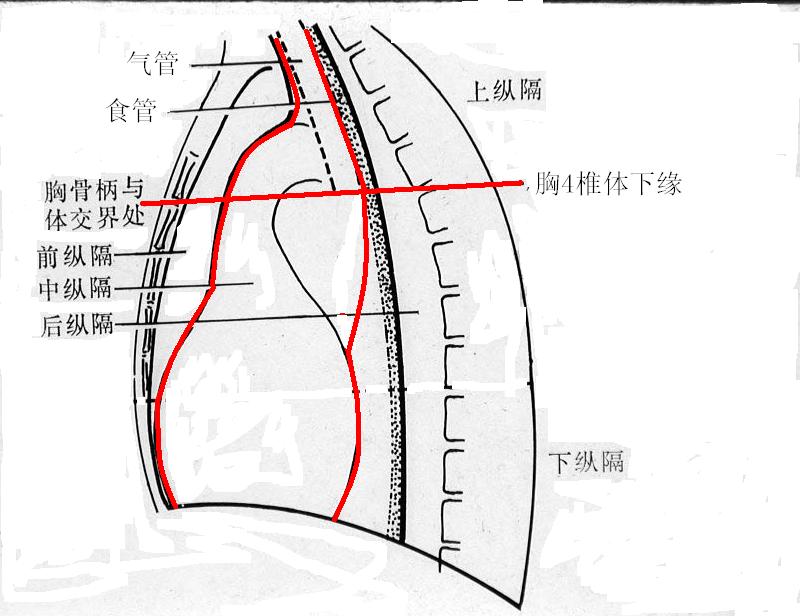 气管
食管
上纵隔
胸骨柄与
体交界处
胸4椎体下缘
前纵隔
中纵隔
后纵隔
下纵隔